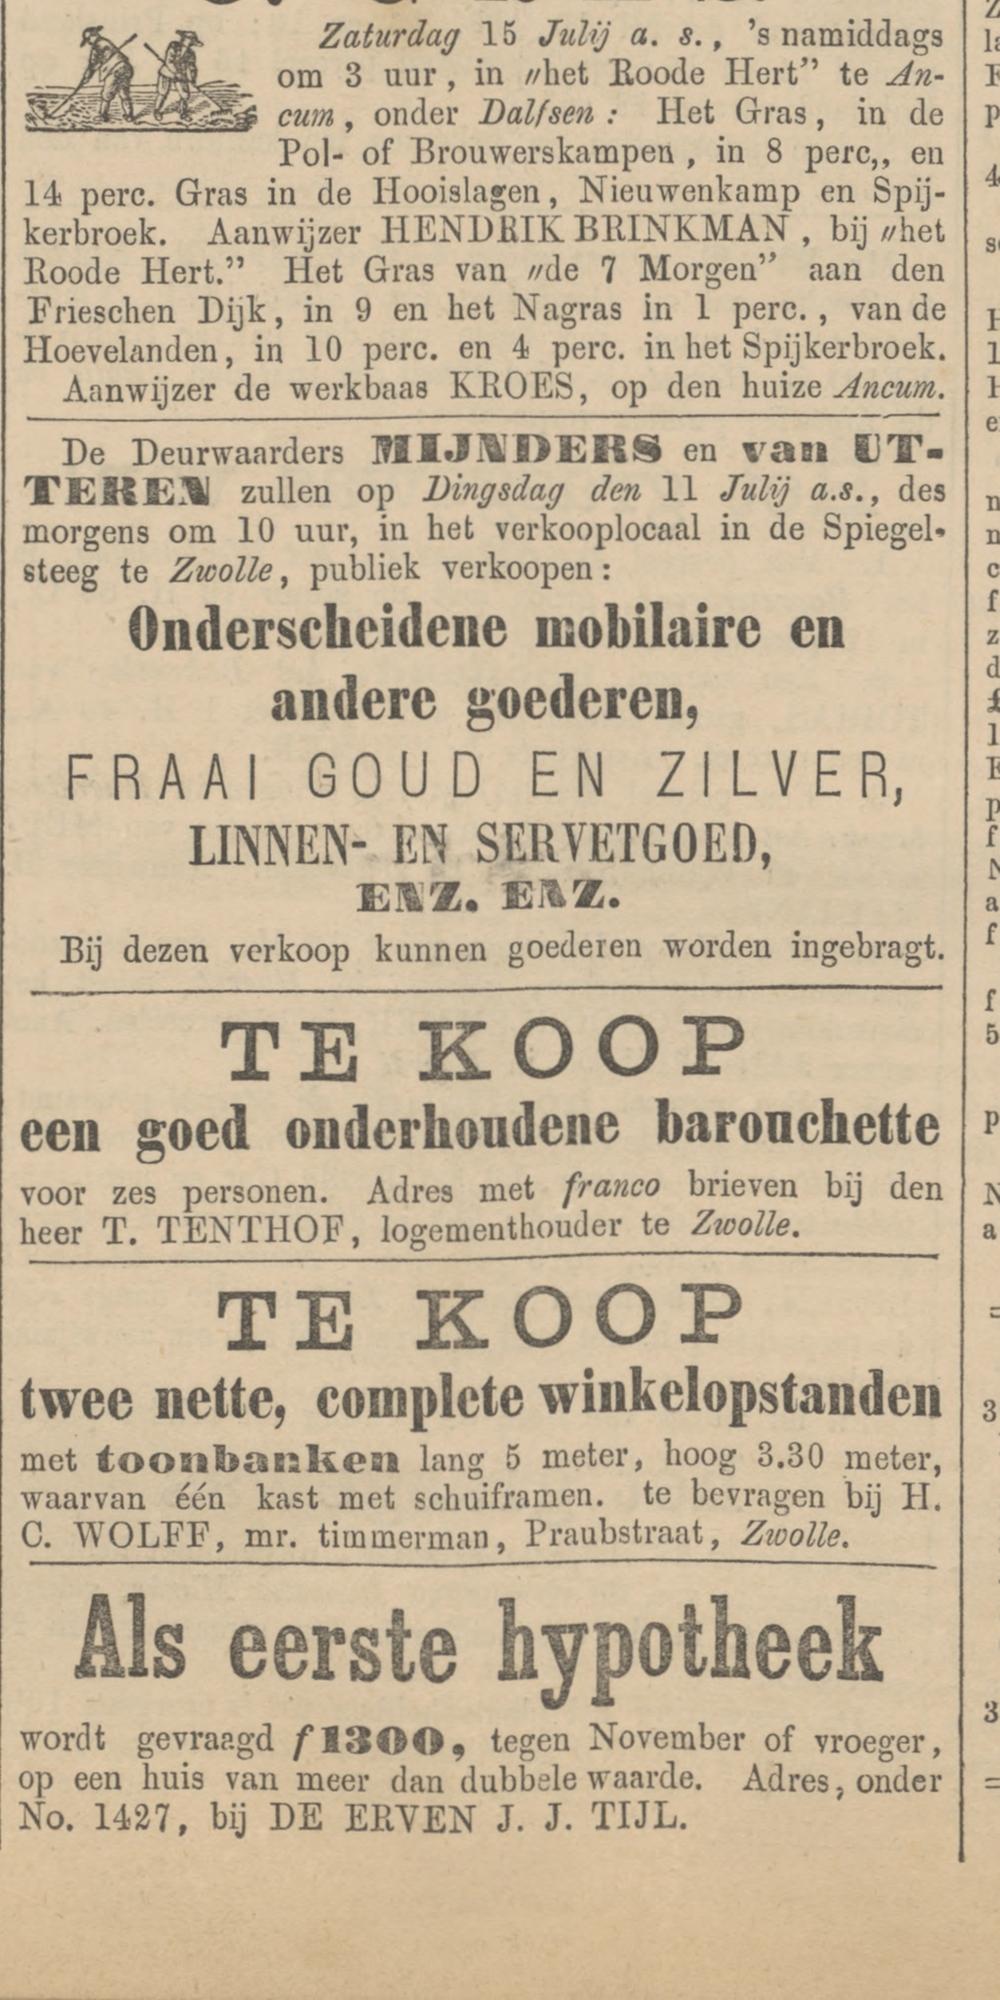 Zaturdag 15 Julij a. s., 's namiddags
om 3 uur, in „het Roode Hert” te An-
cum, onder Dalfsen: Het Gras, in de
Pol- of Brouwerskampen, in 8 perc,, en
14 perc. Gras in de Hooislagen, Nieuwenkamp en Spij-
kerbroek. Aanwijzer HENDRIK BRINKMAN, bij „het
Roode Hert.” Het Gras van „de 7 Morgen” aan den
Frieschen Dijk, in 9 en het Nagras in 1 perc., van de
Hoevelanden, in 10 perc. en 4 perc. in het Spijkerbroek.
Aanwijzer de werkbaas KROES, op den huize Ancum.
De Deurwaarders MIJNDERS en van UT-
TEREN zullen op Dingsdag den 11 Julij a.s., des
morgens om 10 uur, in het verkooplocaal in de Spiegel-
steeg te Zwolle, publiek verkoopen:
Onderscheidene mobilaire en
andere goederen,
FRAAI GOUD EN ZILVER,
LINNEN- EN SERVETGOED,
ENZ. ENZ.
Bij dezen verkoop kunnen goederen worden ingebragt.
TE KOOP
een goed onderhoudene barouchette
voor zes personen. Adres met franco brieven bij den
heer T. TENTHOF, logementhouder te Zwolle.
TE KOOP
twee nette, complete winkelopstanden
met toonbanken lang 5 meter, hoog 3.30 meter,
waarvan één kast met schuiframen. te bevragen bij H.
C. WOLFF, mr. timmerman, Praubstraat, Zwolle.
Als eerste hypotheek
wordt gevraagd f 1300, tegen November of vroeger,
op een huis van meer dan dubbele waarde. Adres, onder
No. 1427, bij DE ERVEN J. J. TIJL.